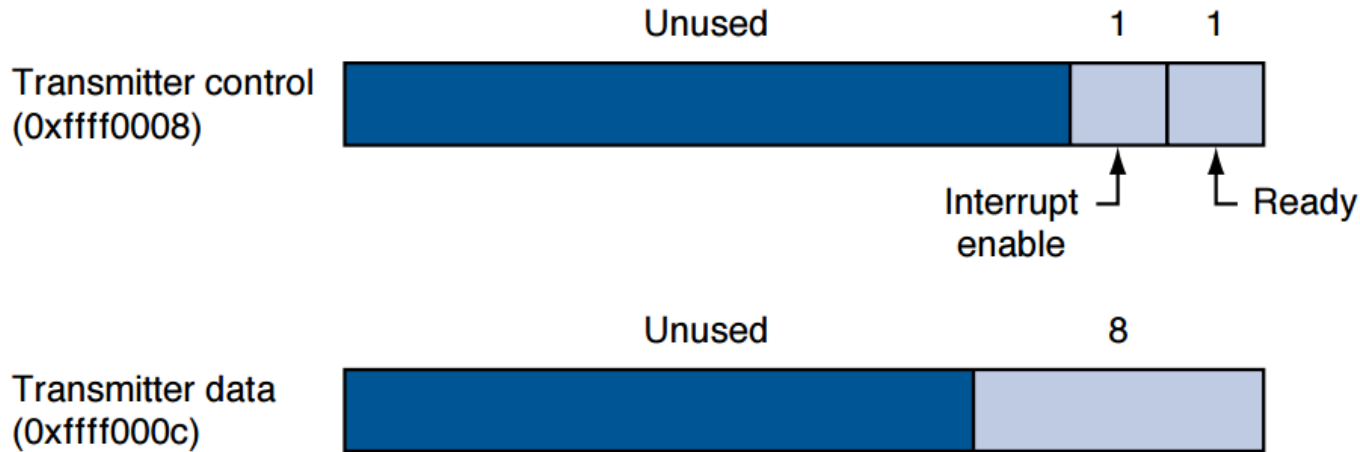 Unused 1 1
Transmitter control
(0xffff0008)
Interrupt
enable
Ready
Unused 8
Transmitter data
(0xffff000c)